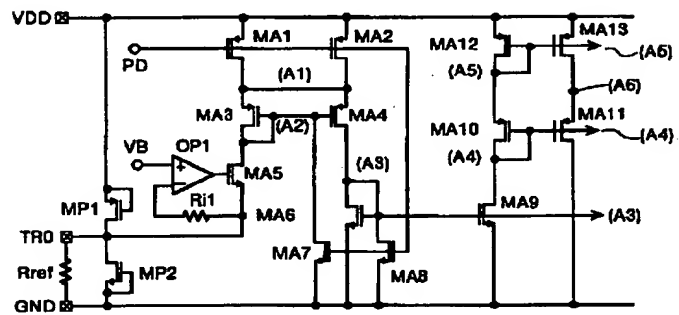 VDD
MA1
MA2
MA12
MA13
PD
(A5)
(A1)
(A5)
(A6)
MA3
(A2)
MA4
MA10
MA11
VB
OP1
(A4)
(A4)
(A3)
MA5
MP1
Ri1
MA9
MA6
(A3)
TR0
MA7
Rref
MP2
MA8
GND